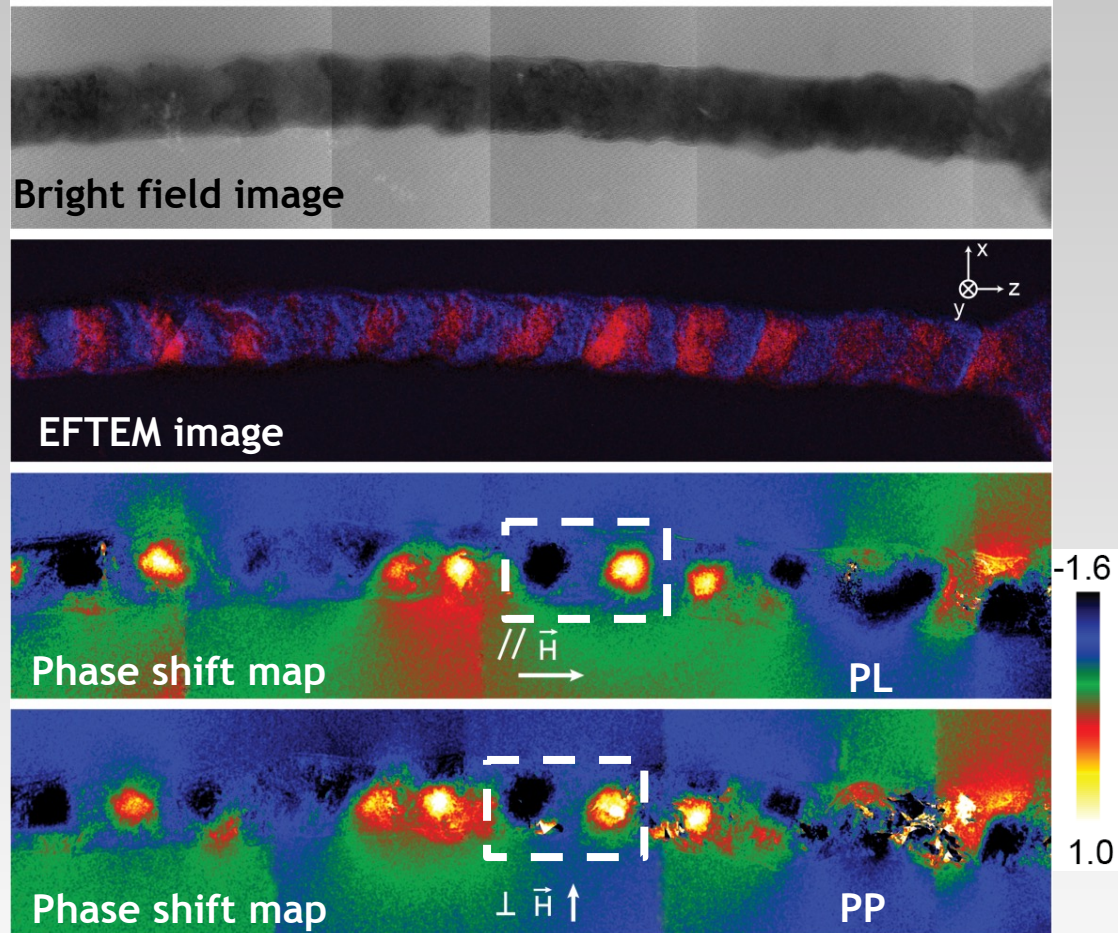 Bright field image
x
z
y
EFTEM image
// H⃗
Phase shift map
PL
-1.6
1.0
Phase shift map
⊥ H⃗
PP